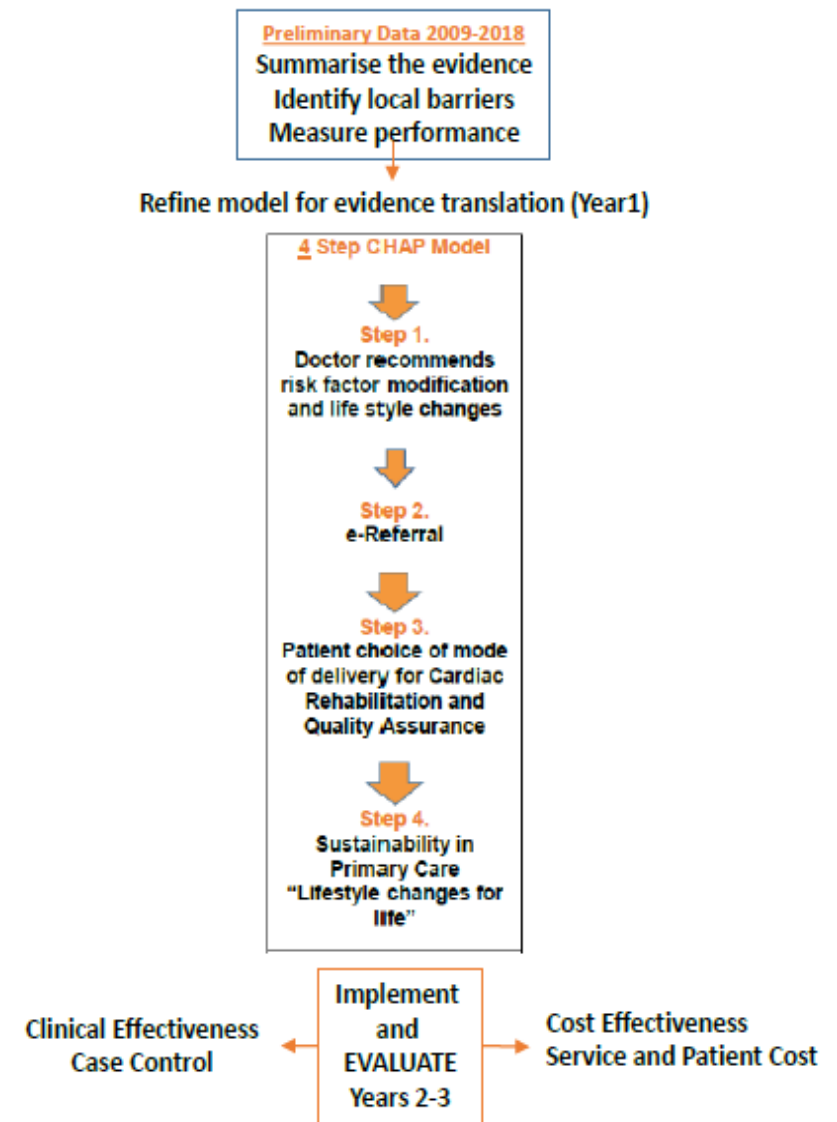 Preliminary Data 2009-2018
Summarise the evidence
Identify local barriers
Measure performance
Refine model for evidence translation (Year1)
4 Step CHAP Model
Step 1.
Doctor recommends
risk factor modification
and life style changes
Step 2.
e-Referral
Step 3.
Patient choice of mode
of delivery for Cardiac
Rehabilitation and
Quality Assurance
Step 4.
Sustainability in
Primary Care
“Lifestyle changes for
life”
Clinical Effectiveness
Case Control
Implement
and
EVALUATE
Years 2-3
Cost Effectiveness
Service and Patient Cost